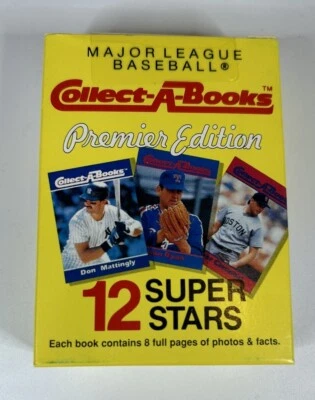 MAJOR LEAGUE
BASEBALL®
Collect-A-Books™
Premier Edition
Collect-A-Books
Don Mattingly
12 SUPER
STARS
Each book contains 8 full pages of photos & facts.